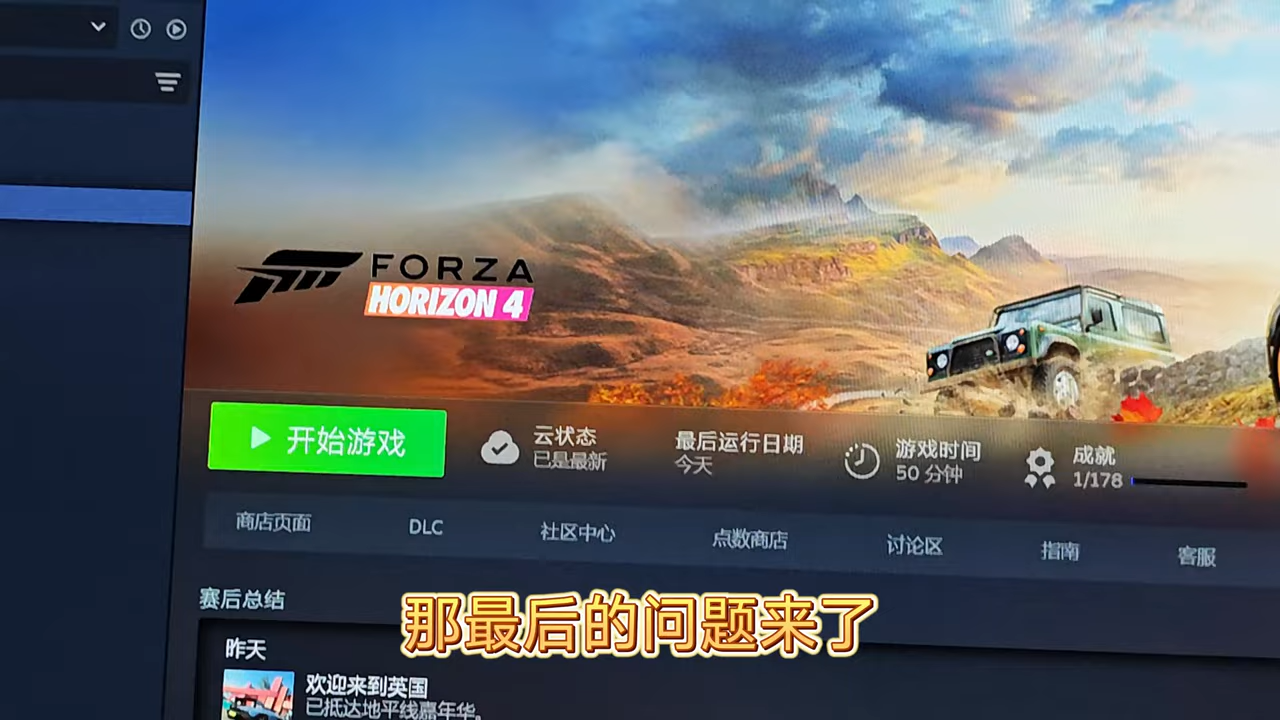 FORZA
HORIZON 4
开始游戏
云状态
已是最新
最后运行日期
今天
游戏时间
50 分钟
成就
1/178
商店页面
DLC
社区中心
点数商店
讨论区
指南
客服
赛后总结
昨天
欢迎来到英国
已抵达地平线嘉年华。
那最后的问题来了